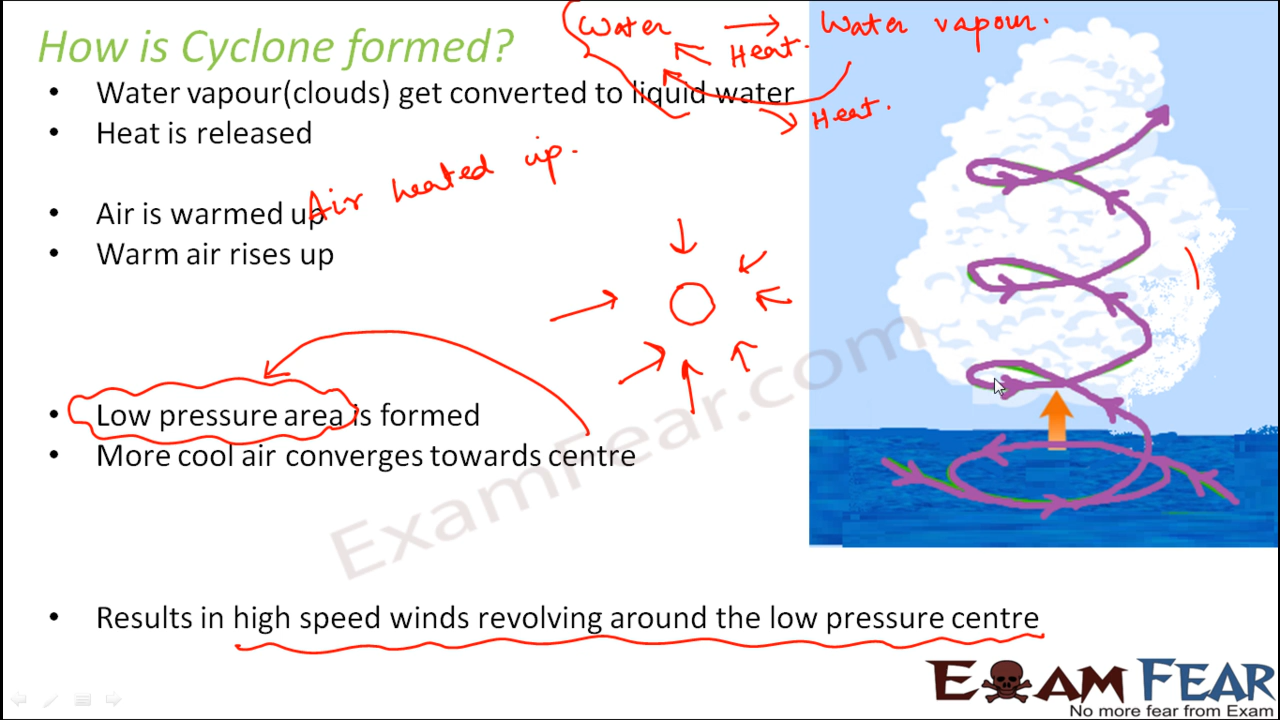 How is Cyclone formed?
Water → Water vapour.
Heat.
• Water vapour(clouds) get converted to liquid water
Heat.
• Heat is released
Air heated up.
• Air is warmed up
• Warm air rises up
• Low pressure area is formed
• More cool air converges towards centre
ExamFear.com
• Results in high speed winds revolving around the low pressure centre
EXAM FEAR
No more fear from Exam